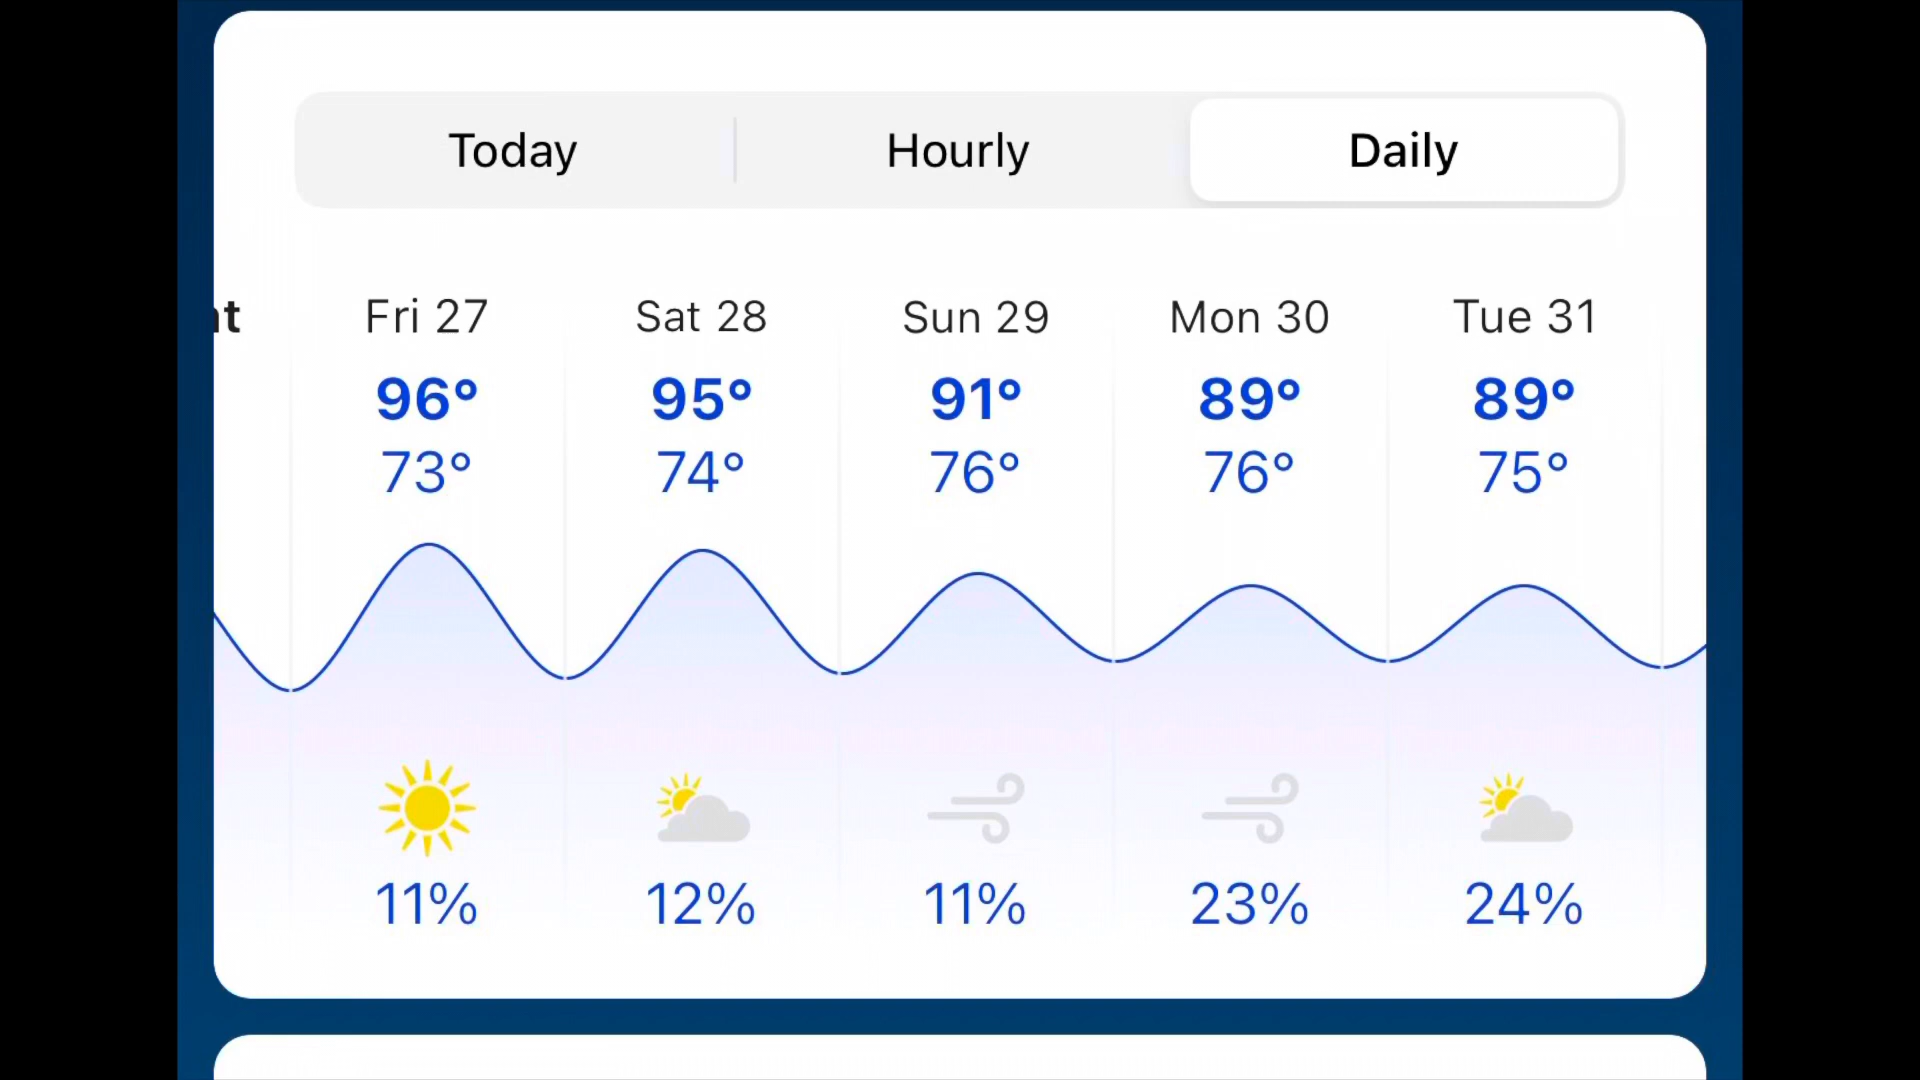 Today Hourly Daily
Fri 27 Sat 28 Sun 29 Mon 30 Tue 31
96° 95° 91° 89° 89°
73° 74° 76° 76° 75°
11% 12% 11% 23% 24%